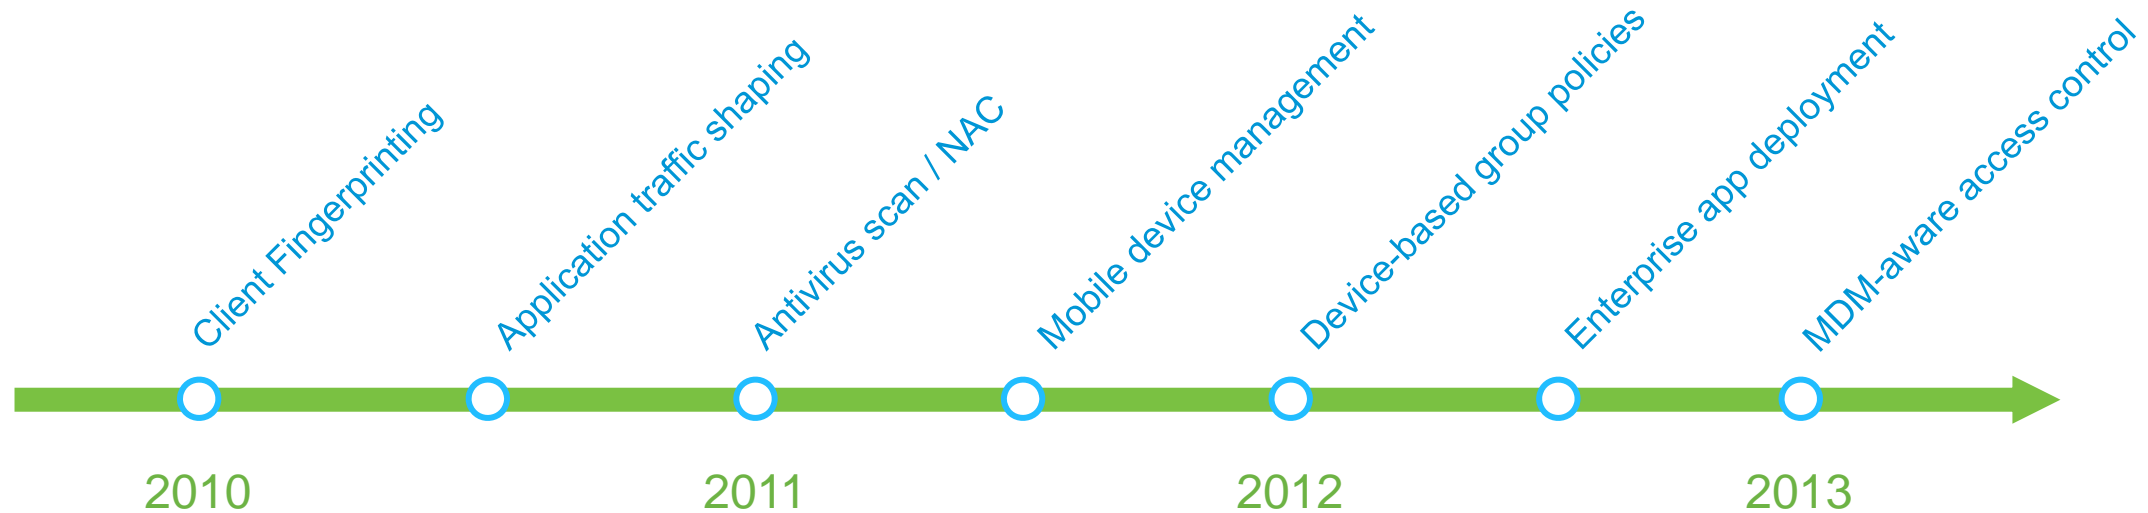 Client Fingerprinting
Application traffic shaping
Antivirus scan / NAC
Mobile device management
Device-based group policies
Enterprise app deployment
MDM-aware access control
2010
2011
2012
2013